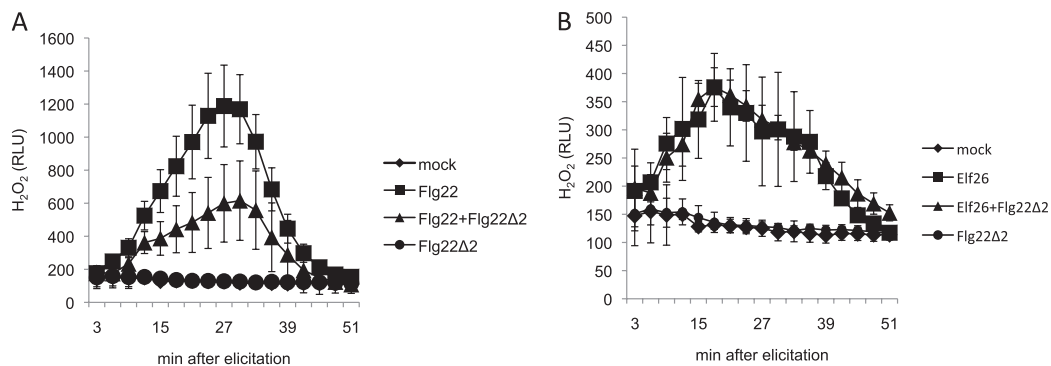 A
H₂O₂ (RLU)
1600
1400
1200
1000
800
600
400
200
0
3 15 27 39 51
min after elicitation
mock
Flg22
Flg22+Flg22Δ2
Flg22Δ2
B
H₂O₂ (RLU)
500
450
400
350
300
250
200
150
100
50
0
3 15 27 39 51
min after elicitation
mock
Elf26
Elf26+Flg22Δ2
Flg22Δ2